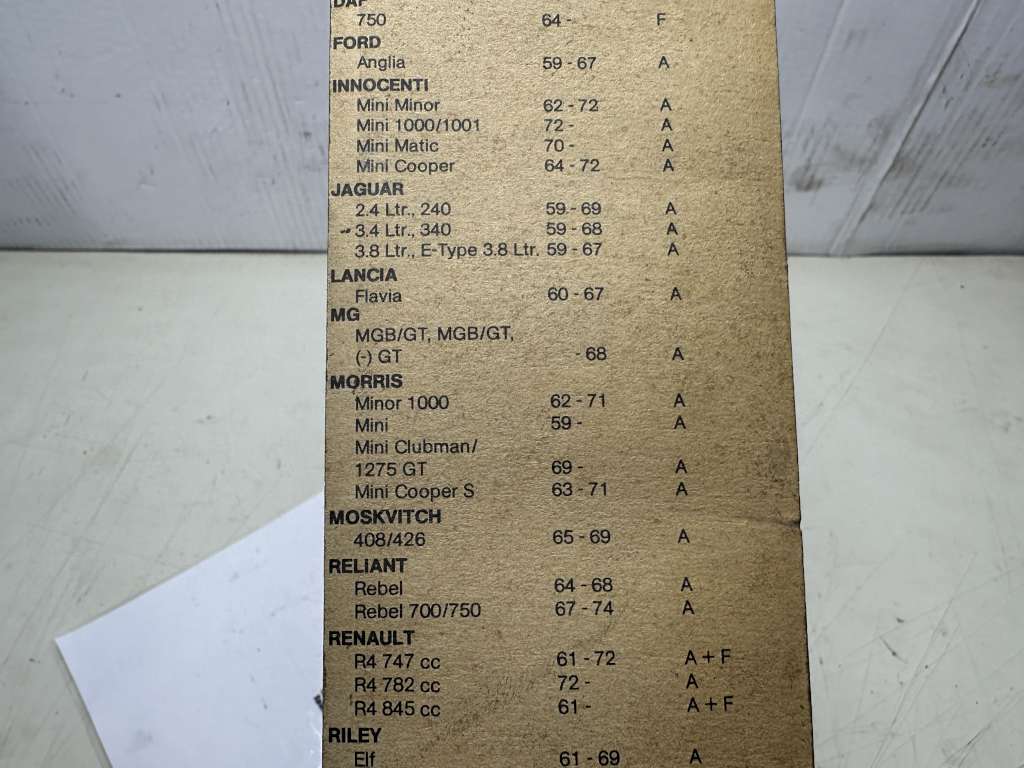 DAF
750 64 - F
FORD
Anglia 59 - 67 A
INNOCENTI
Mini Minor 62 - 72 A
Mini 1000/1001 72 - A
Mini Matic 70 - A
Mini Cooper 64 - 72 A
JAGUAR
2.4 Ltr., 240 59 - 69 A
3.4 Ltr., 340 59 - 68 A
3.8 Ltr., E-Type 3.8 Ltr. 59 - 67 A
LANCIA
Flavia 60 - 67 A
MG
MGB/GT, MGB/GT,
(-) GT - 68 A
MORRIS
Minor 1000 62 - 71 A
Mini 59 - A
Mini Clubman/
1275 GT 69 - A
Mini Cooper S 63 - 71 A
MOSKVITCH
408/426 65 - 69 A
RELIANT
Rebel 64 - 68 A
Rebel 700/750 67 - 74 A
RENAULT
R4 747 cc 61 - 72 A + F
R4 782 cc 72 - A
R4 845 cc 61 - A + F
RILEY
Elf 61 - 69 A